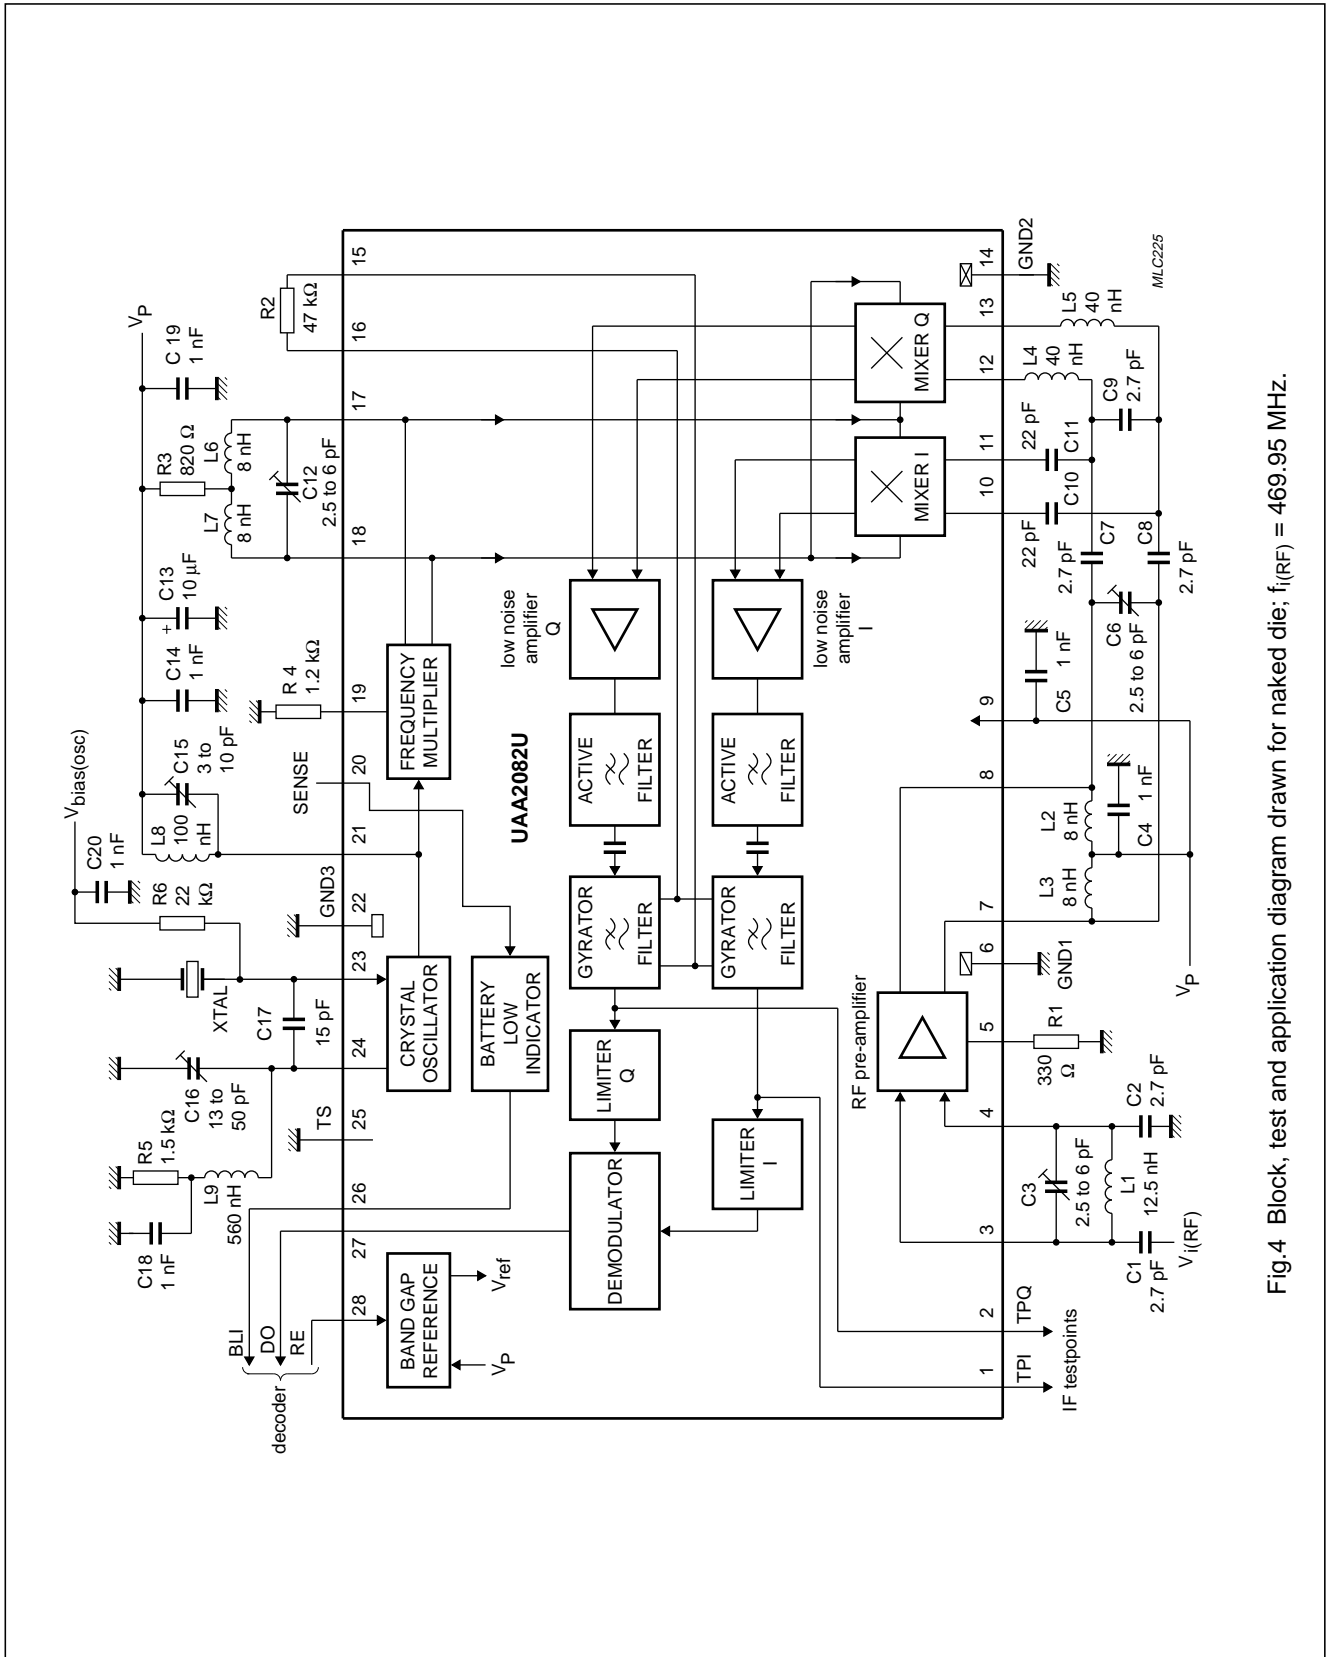 decoder
BLI
DO
RE
C18
1 nF
R5
1.5 kΩ
L9
560 nH
C16
13 to
50 pF
C17
15 pF
XTAL
R6
22
kΩ
C20
1 nF
Vbias(osc)
L8
100
nH
C15
3 to
10 pF
C14
1 nF
+
C13
10 µF
R 4
1.2 kΩ
R3
820 Ω
L7
8 nH
L6
8 nH
C12
2.5 to 6 pF
C 19
1 nF
VP
R2
47 kΩ
28
27
26
TS
25
24
23
GND3
22
21
SENSE
20
19
18
17
16
15
BAND GAP
REFERENCE
VP
Vref
CRYSTAL
OSCILLATOR
BATTERY
LOW
INDICATOR
FREQUENCY
MULTIPLIER
UAA2082U
DEMODULATOR
LIMITER
Q
GYRATOR
FILTER
ACTIVE
FILTER
low noise
amplifier
Q
LIMITER
I
GYRATOR
FILTER
ACTIVE
FILTER
low noise
amplifier
I
MIXER I
MIXER Q
RF pre-amplifier
1
2
3
4
5
6
7
8
9
10
11
12
13
14
TPI
TPQ
IF testpoints
C1
2.7 pF
Vi(RF)
C3
2.5 to 6 pF
L1
12.5 nH
C2
2.7 pF
330
Ω
R1
GND1
VP
L3
8 nH
L2
8 nH
C4
1 nF
C5
1 nF
C6
2.5 to 6 pF
2.7 pF
C7
C8
2.7 pF
22 pF
C10
22 pF
C11
C9
2.7 pF
L4
40
nH
L5
40
nH
GND2
MLC225
Fig.4 Block, test and application diagram drawn for naked die; fi(RF) = 469.95 MHz.